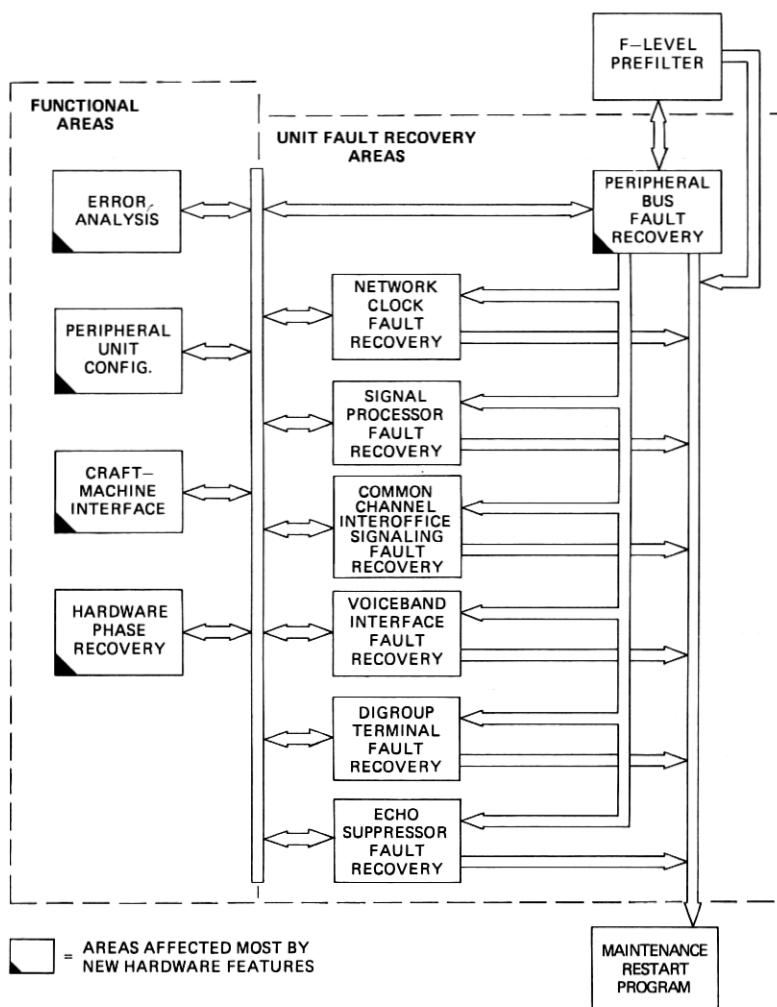 F-LEVEL
PREFILTER
FUNCTIONAL
AREAS
UNIT FAULT RECOVERY
AREAS
ERROR
ANALYSIS
PERIPHERAL
BUS
FAULT
RECOVERY
NETWORK
CLOCK
FAULT
RECOVERY
PERIPHERAL
UNIT
CONFIG.
SIGNAL
PROCESSOR
FAULT
RECOVERY
CRAFT-
MACHINE
INTERFACE
COMMON
CHANNEL
INTEROFFICE
SIGNALING
FAULT
RECOVERY
HARDWARE
PHASE
RECOVERY
VOICEBAND
INTERFACE
FAULT
RECOVERY
DIGROUP
TERMINAL
FAULT
RECOVERY
ECHO
SUPPRESSOR
FAULT
RECOVERY
= AREAS AFFECTED MOST BY
NEW HARDWARE FEATURES
MAINTENANCE
RESTART
PROGRAM